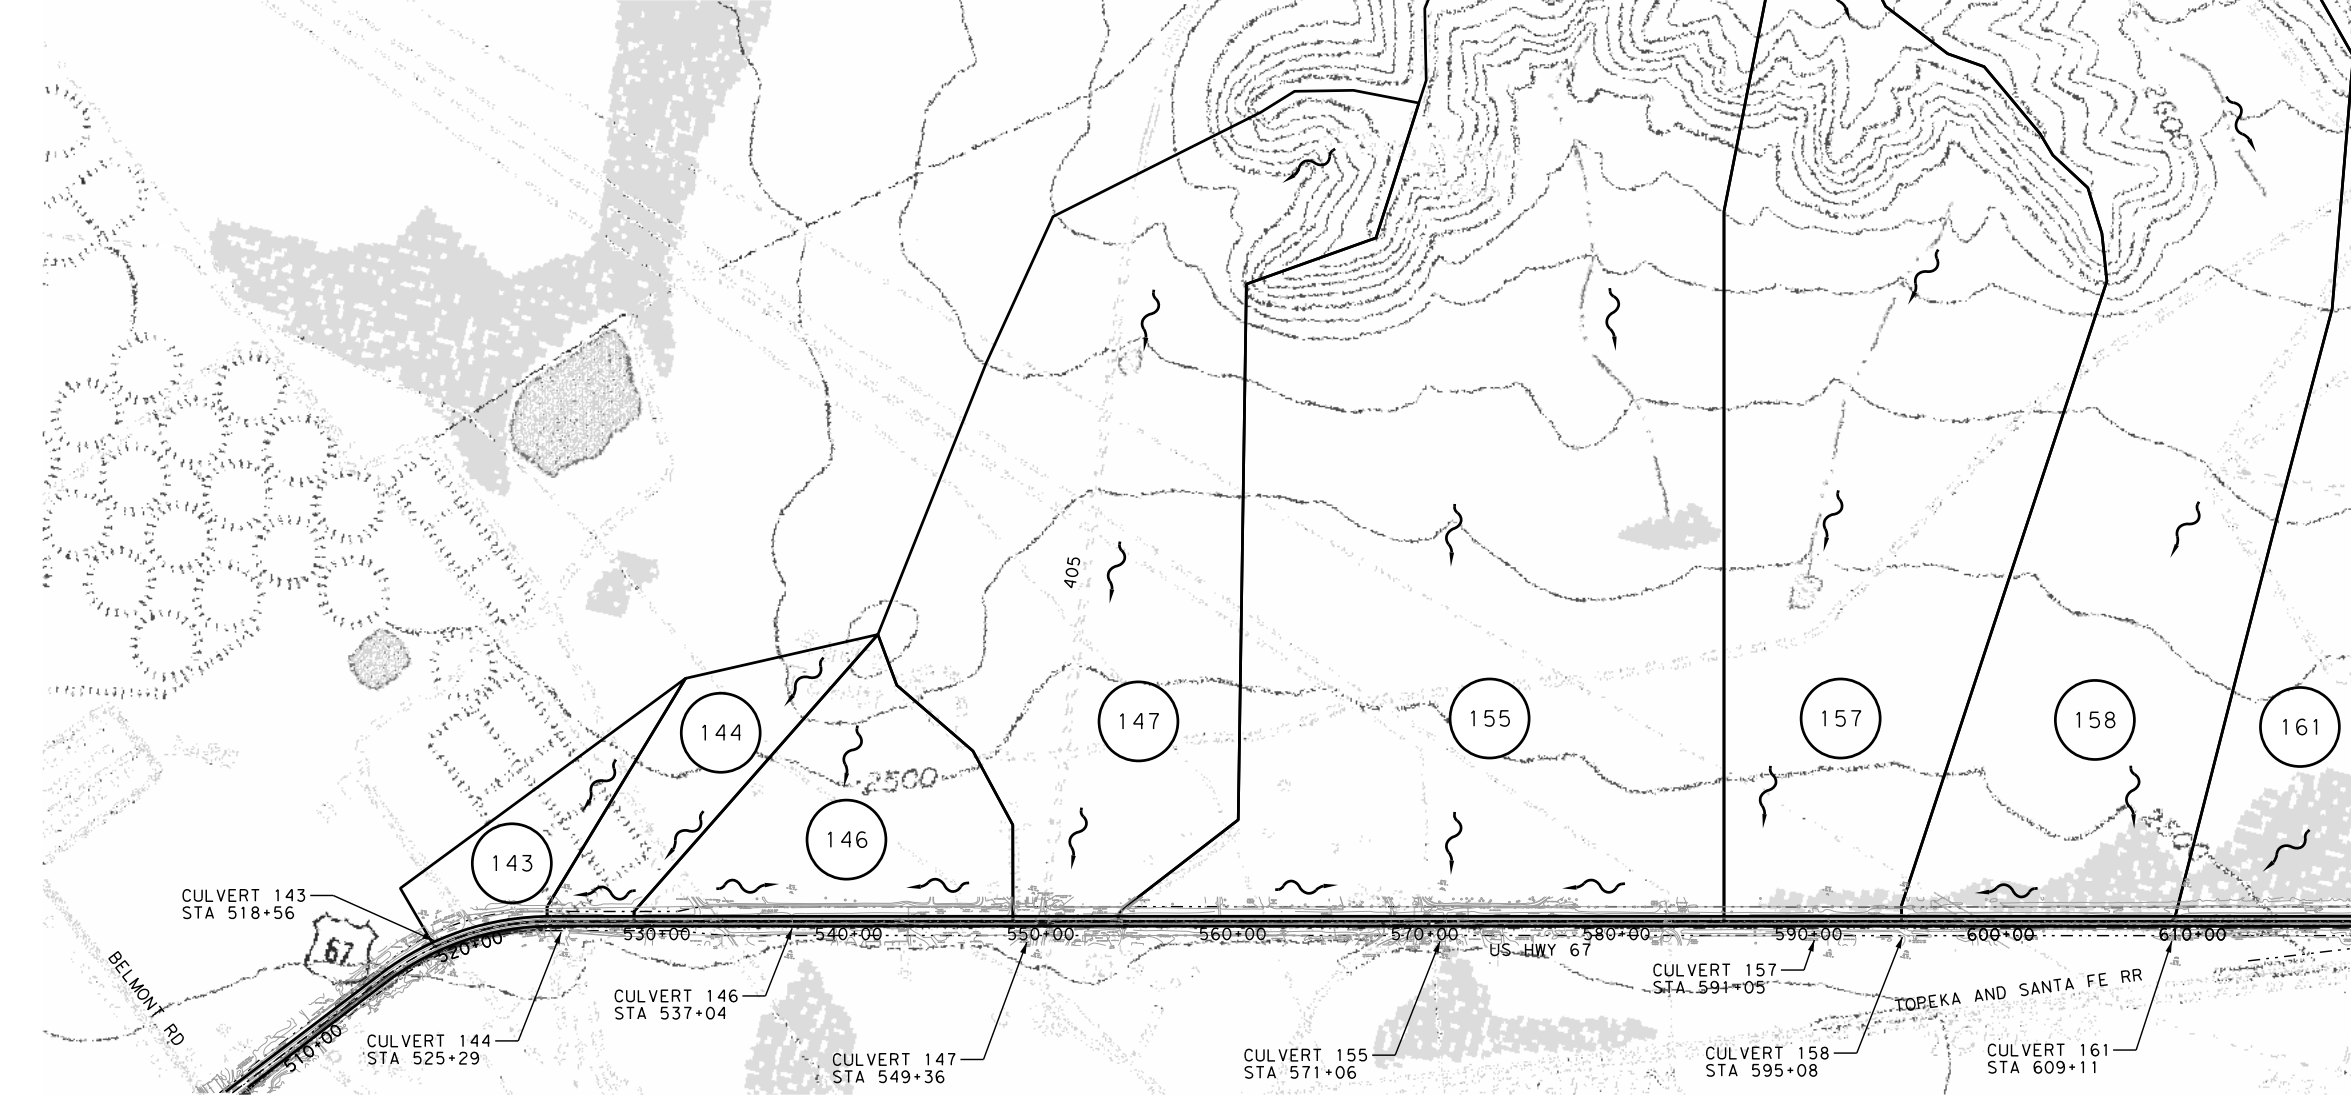 405
144
147
155
157
158
161
2500
146
143
CULVERT 143
STA 518+56
67
520+00
530+00
540+00
550+00
560+00
570+00
580+00
590+00
600+00
610+00
US HWY 67
BELMONT RD
510+00
CULVERT 157
STA 591+05
TOPEKA AND SANTA FE RR
CULVERT 146
STA 537+04
CULVERT 144
STA 525+29
CULVERT 147
STA 549+36
CULVERT 155
STA 571+06
CULVERT 158
STA 595+08
CULVERT 161
STA 609+11